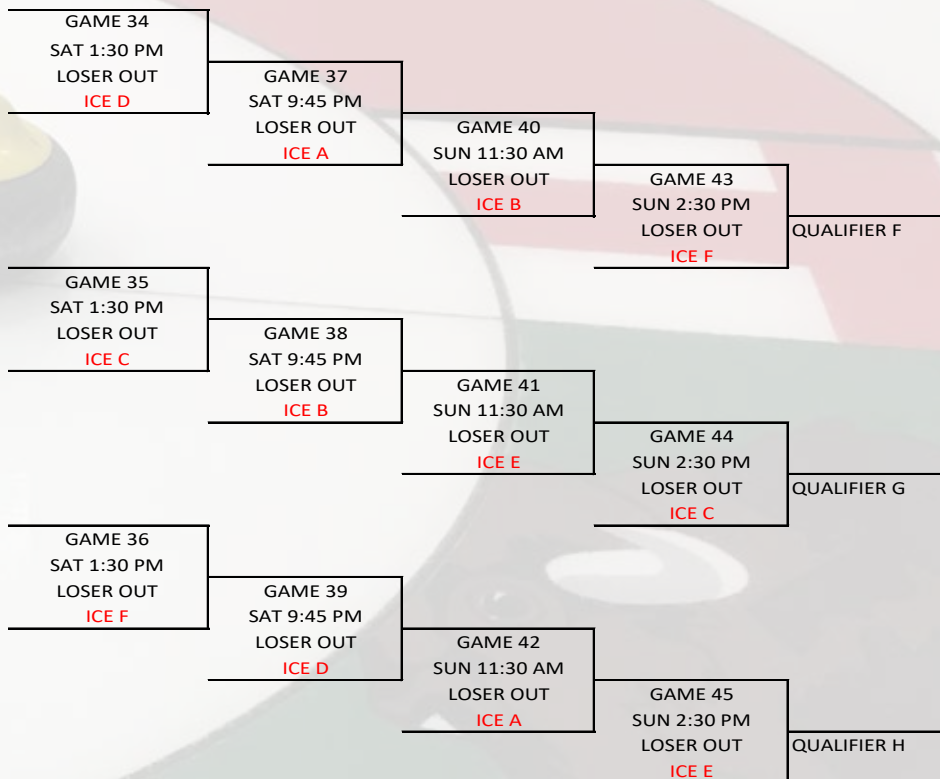 GAME 34
SAT 1:30 PM
LOSER OUT
ICE D
GAME 37
SAT 9:45 PM
LOSER OUT
ICE A
GAME 40
SUN 11:30 AM
LOSER OUT
ICE B
GAME 43
SUN 2:30 PM
LOSER OUT
ICE F
QUALIFIER F
GAME 35
SAT 1:30 PM
LOSER OUT
ICE C
GAME 38
SAT 9:45 PM
LOSER OUT
ICE B
GAME 41
SUN 11:30 AM
LOSER OUT
ICE E
GAME 44
SUN 2:30 PM
LOSER OUT
ICE C
QUALIFIER G
GAME 36
SAT 1:30 PM
LOSER OUT
ICE F
GAME 39
SAT 9:45 PM
LOSER OUT
ICE D
GAME 42
SUN 11:30 AM
LOSER OUT
ICE A
GAME 45
SUN 2:30 PM
LOSER OUT
ICE E
QUALIFIER H